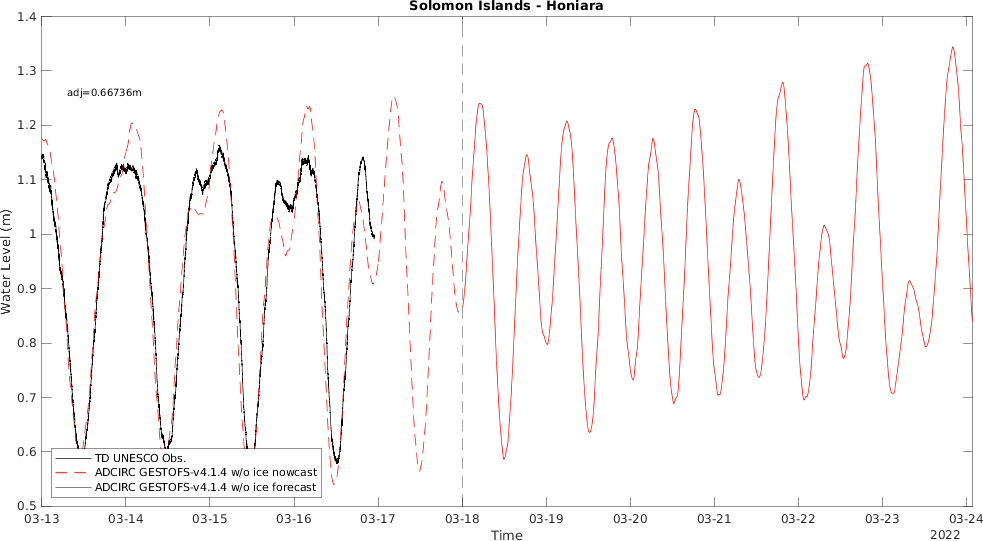 Solomon Islands - Honiara
1.4
1.3
1.2
1.1
1
0.9
0.8
0.7
0.6
0.5
Water Level (m)
adj=0.66736m
TD UNESCO Obs.
ADCIRC GESTOFS-v4.1.4 w/o ice nowcast
ADCIRC GESTOFS-v4.1.4 w/o ice forecast
03-13 03-14 03-15 03-16 03-17 03-18 03-19 03-20 03-21 03-22 03-23 03-24
Time
2022